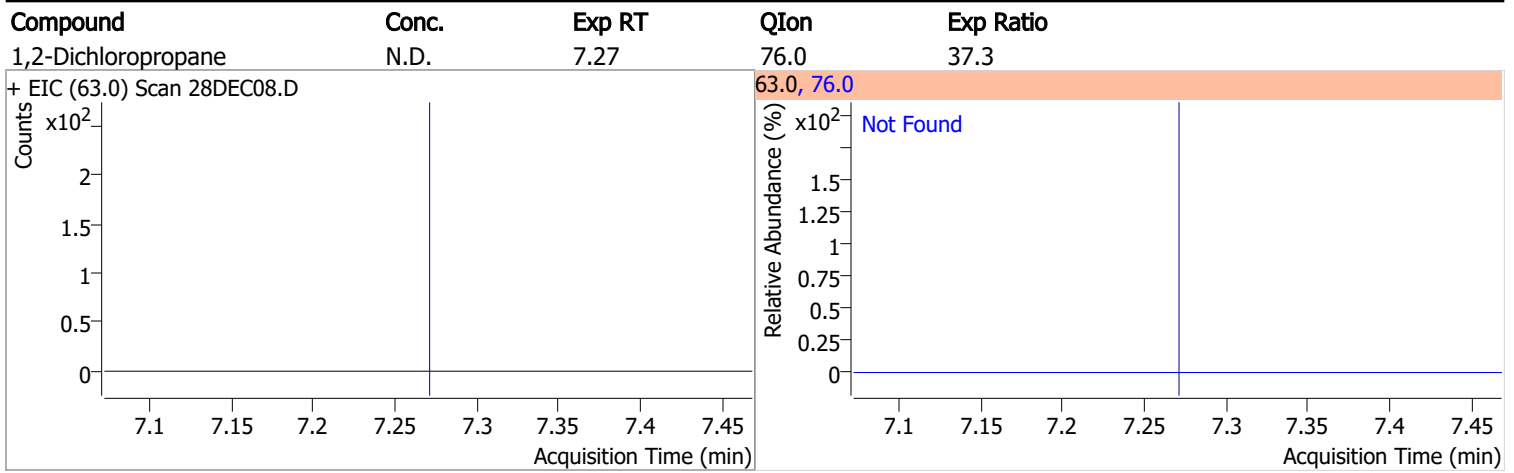 Compound Conc. Exp RT QIon Exp Ratio
1,2-Dichloropropane N.D. 7.27 76.0 37.3
+ EIC (63.0) Scan 28DEC08.D
Counts
x10²
2
1.5
1
0.5
0
7.1 7.15 7.2 7.25 7.3 7.35 7.4 7.45
Acquisition Time (min)
63.0, 76.0
Relative Abundance (%)
x10²
Not Found
1.5
1.25
1
0.75
0.5
0.25
0
7.1 7.15 7.2 7.25 7.3 7.35 7.4 7.45
Acquisition Time (min)